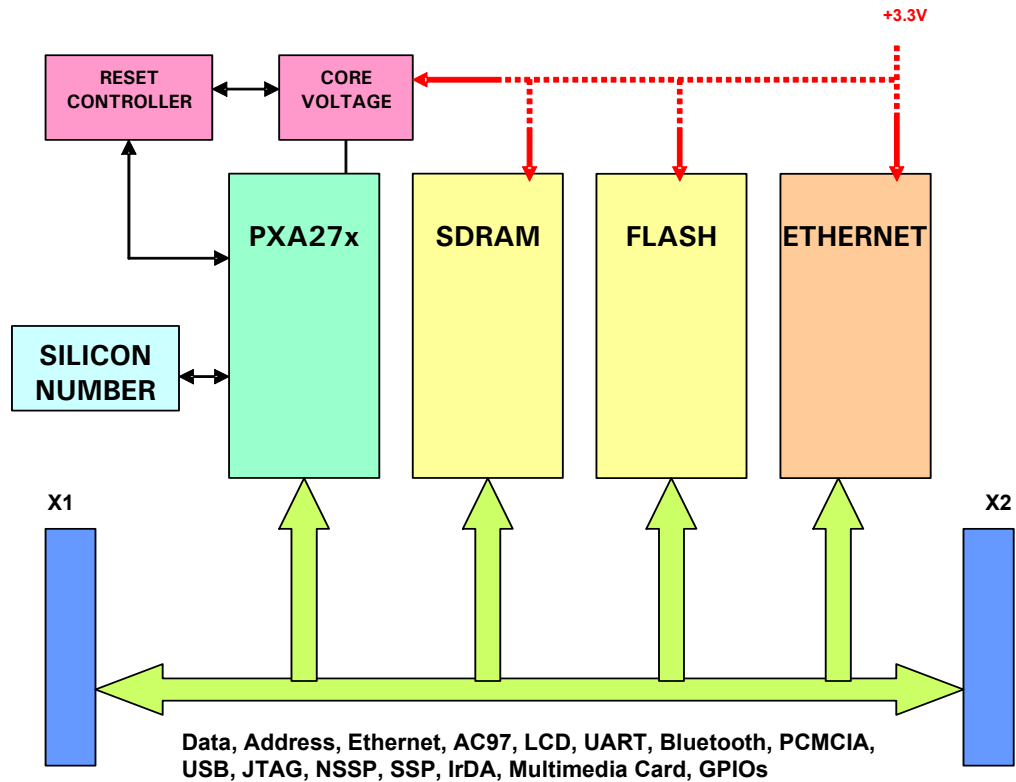 +3.3V
RESET
CONTROLLER
CORE
VOLTAGE
PXA27x
SDRAM
FLASH
ETHERNET
SILICON
NUMBER
X1
X2
Data, Address, Ethernet, AC97, LCD, UART, Bluetooth, PCMCIA,
USB, JTAG, NSSP, SSP, IrDA, Multimedia Card, GPIOs